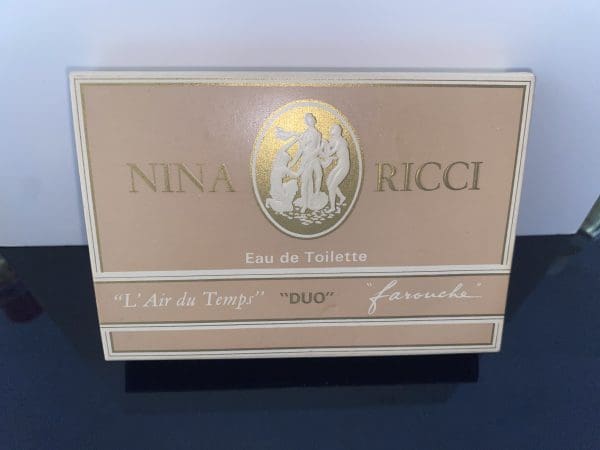 NINA RICCI
Eau de Toilette
"L'Air du Temps" "DUO" "farouche"